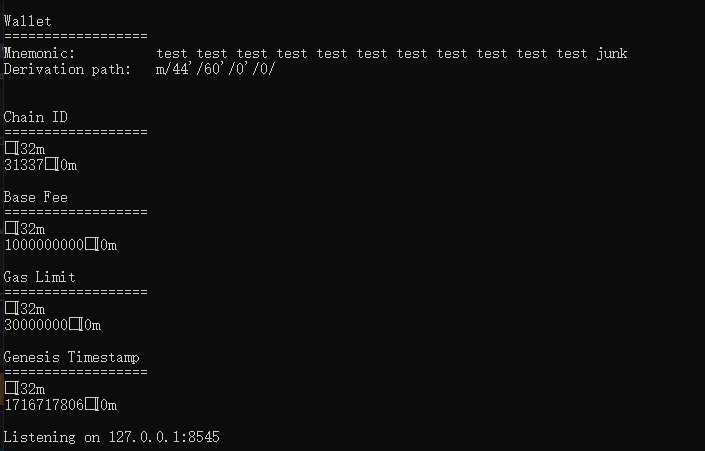 Wallet
==================
Mnemonic:          test test test test test test test test test test test junk
Derivation path:   m/44'/60'/0'/0/
Chain ID
==================
□[32m
31337□[0m
Base Fee
==================
□[32m
1000000000□[0m
Gas Limit
==================
□[32m
30000000□[0m
Genesis Timestamp
==================
□[32m
1716717806□[0m
Listening on 127.0.0.1:8545